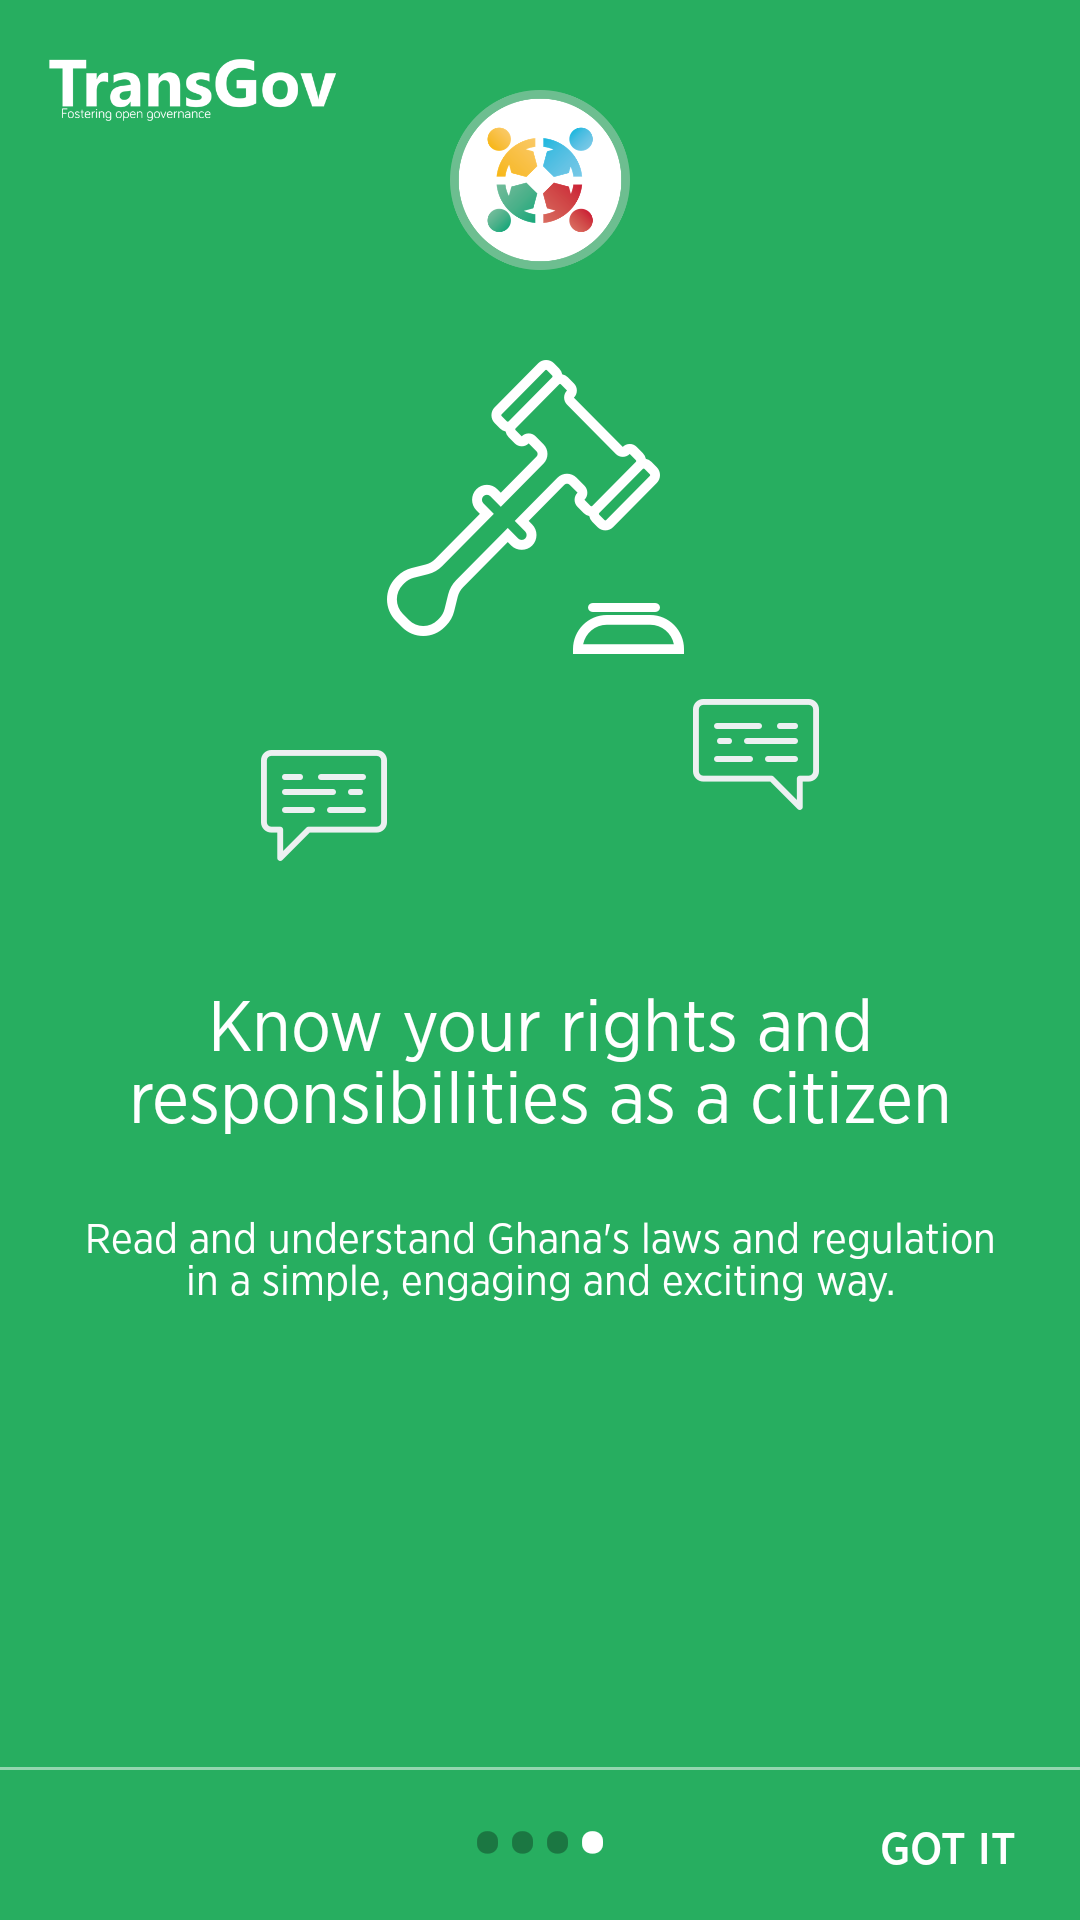 TransGov
Fostering open governance
Know your rights and
responsibilities as a citizen
Read and understand Ghana's laws and regulation
in a simple, engaging and exciting way.
GOT IT